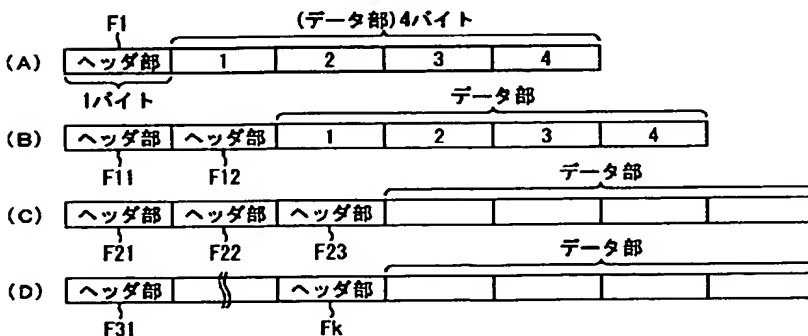 F1
(データ部)4バイト
(A) ヘッダ部 1 2 3 4
1バイト
データ部
(B) ヘッダ部 ヘッダ部 1 2 3 4
F11 F12
データ部
(C) ヘッダ部 ヘッダ部 ヘッダ部
F21 F22 F23
データ部
(D) ヘッダ部 ヘッダ部
F31 Fk